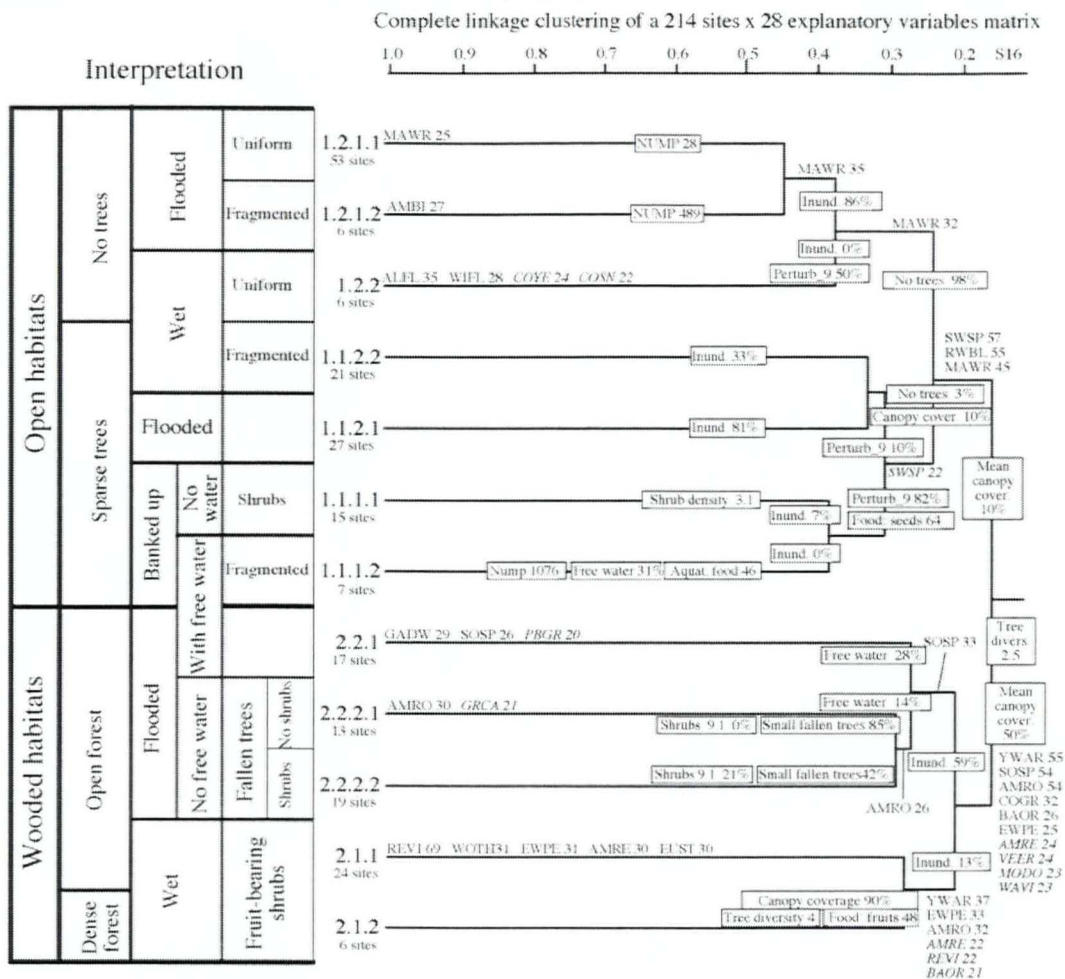 Complete linkage clustering of a 214 sites x 28 explanatory variables matrix
1.0 0.9 0.8 0.7 0.6 0.5 0.4 0.3 0.2 S16
Interpretation
Open habitats
Wooded habitats
No trees
Sparse trees
Open forest
Dense forest
Flooded
Wet
Flooded
Banked up
No water
With free water
Flooded
No free water
Wet
Uniform
Fragmented
Uniform
Fragmented
Shrubs
Fragmented
Fallen trees
No shrubs
Shrubs
Fruit-bearing shrubs
1.2.1.1 MAWR 25
53 sites
NUMP 28
MAWR 35
Inund. 86%
1.2.1.2 AMBI 27
6 sites
NUMP 489
MAWR 32
Inund. 0%
Perturb_9 50%
No trees 98%
1.2.2 ALFL 35 WIFL 28 COYE 24 COSN 22
6 sites
SWSP 57
RWBL 55
MAWR 45
1.1.2.2
21 sites
Inund. 33%
No trees 3%
Canopy cover. 10%
1.1.2.1
27 sites
Inund. 81%
Perturb_9 10%
SWSP 22
Mean canopy cover. 10%
1.1.1.1
15 sites
Shrub density 3.1
Inund. 7%
Perturb_9 82%
Food: seeds 64
Inund. 0%
1.1.1.2
7 sites
Nump 1076
Free water 31%
Aquat. food 46
Tree divers. 2.5
2.2.1 GADW 29 SOSP 26 PBGR 20
17 sites
Free water 28%
SOSP 33
Free water 14%
Mean canopy cover. 50%
2.2.2.1 AMRO 30 GRCA 21
13 sites
Shrubs 9.1 0%
Small fallen trees 85%
Inund. 59%
2.2.2.2
19 sites
Shrubs 9.1 21%
Small fallen trees42%
AMRO 26
YWAR 55
SOSP 54
AMRO 54
COGR 32
BAOR 26
EWPE 25
AMRE 24
VEER 24
MODO 23
WAVI 23
2.1.1 REVI 69 WOTH31 EWPE 31 AMRE 30 EUST 30
24 sites
Inund. 13%
Canopy coverage 90%
Tree diversity 4
Food: fruits 48
2.1.2
6 sites
YWAR 37
EWPE 33
AMRO 32
AMRE 22
REVI 22
BAOR 21